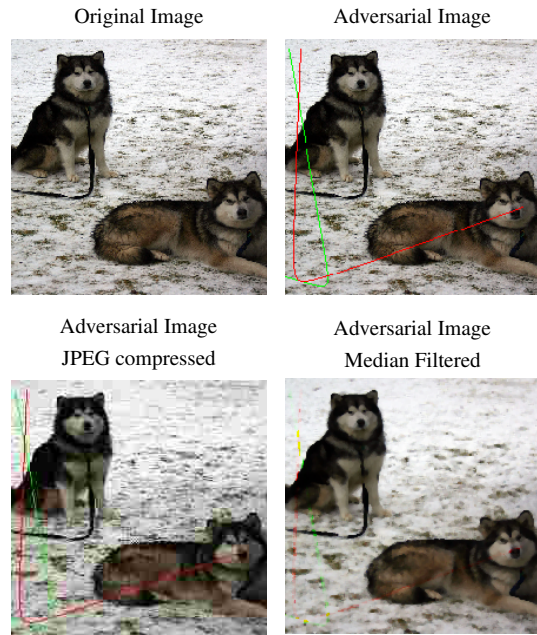 Original Image
Adversarial Image
Adversarial Image
JPEG compressed
Adversarial Image
Median Filtered